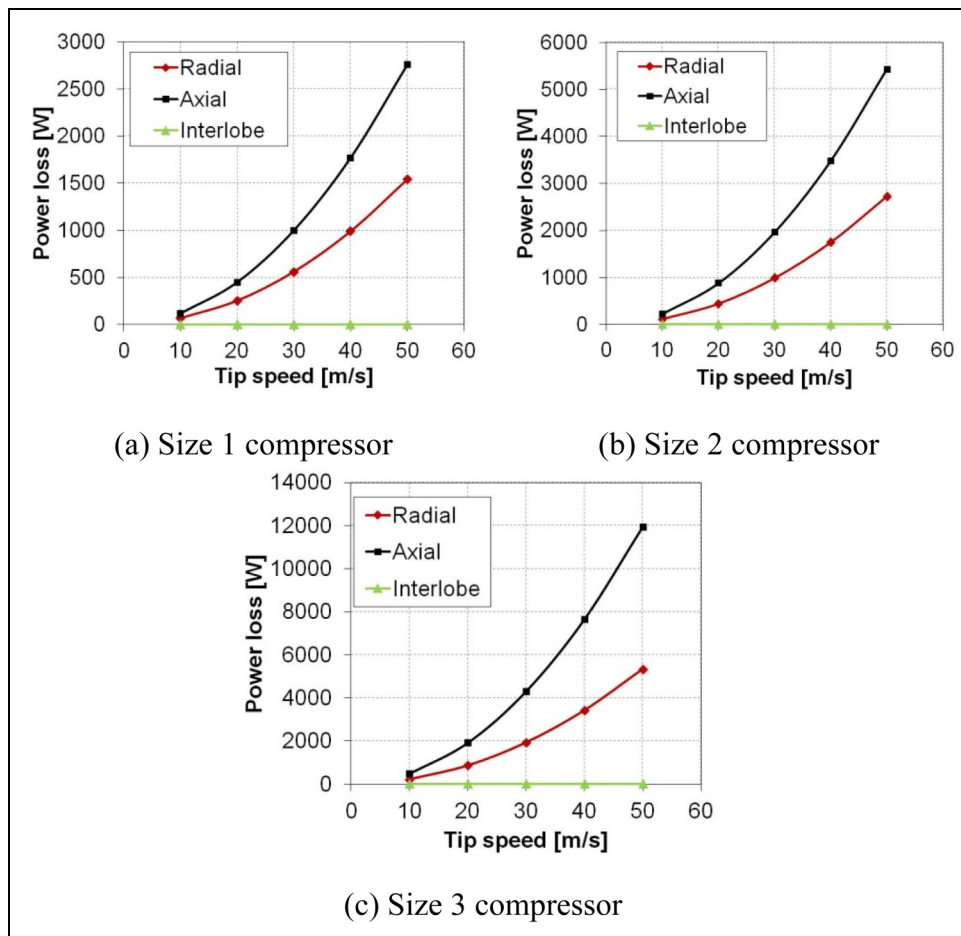 3000
2500
2000
1500
1000
500
0
Power loss [W]
Radial
Axial
Interlobe
0 10 20 30 40 50 60
Tip speed [m/s]
(a) Size 1 compressor
6000
5000
4000
3000
2000
1000
0
Power loss [W]
Radial
Axial
Interlobe
0 10 20 30 40 50 60
Tip speed [m/s]
(b) Size 2 compressor
14000
12000
10000
8000
6000
4000
2000
0
Power loss [W]
Radial
Axial
Interlobe
0 10 20 30 40 50 60
Tip speed [m/s]
(c) Size 3 compressor